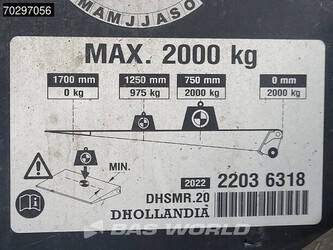 70297056
MAMJJASO
MAX. 2000 kg
1700 mm 1250 mm 750 mm 0 mm
0 kg 975 kg 2000 kg 2000 kg
MIN.
DHSMR.20 2022 2203 6318
DHOLLANDIA
BAS WORLD